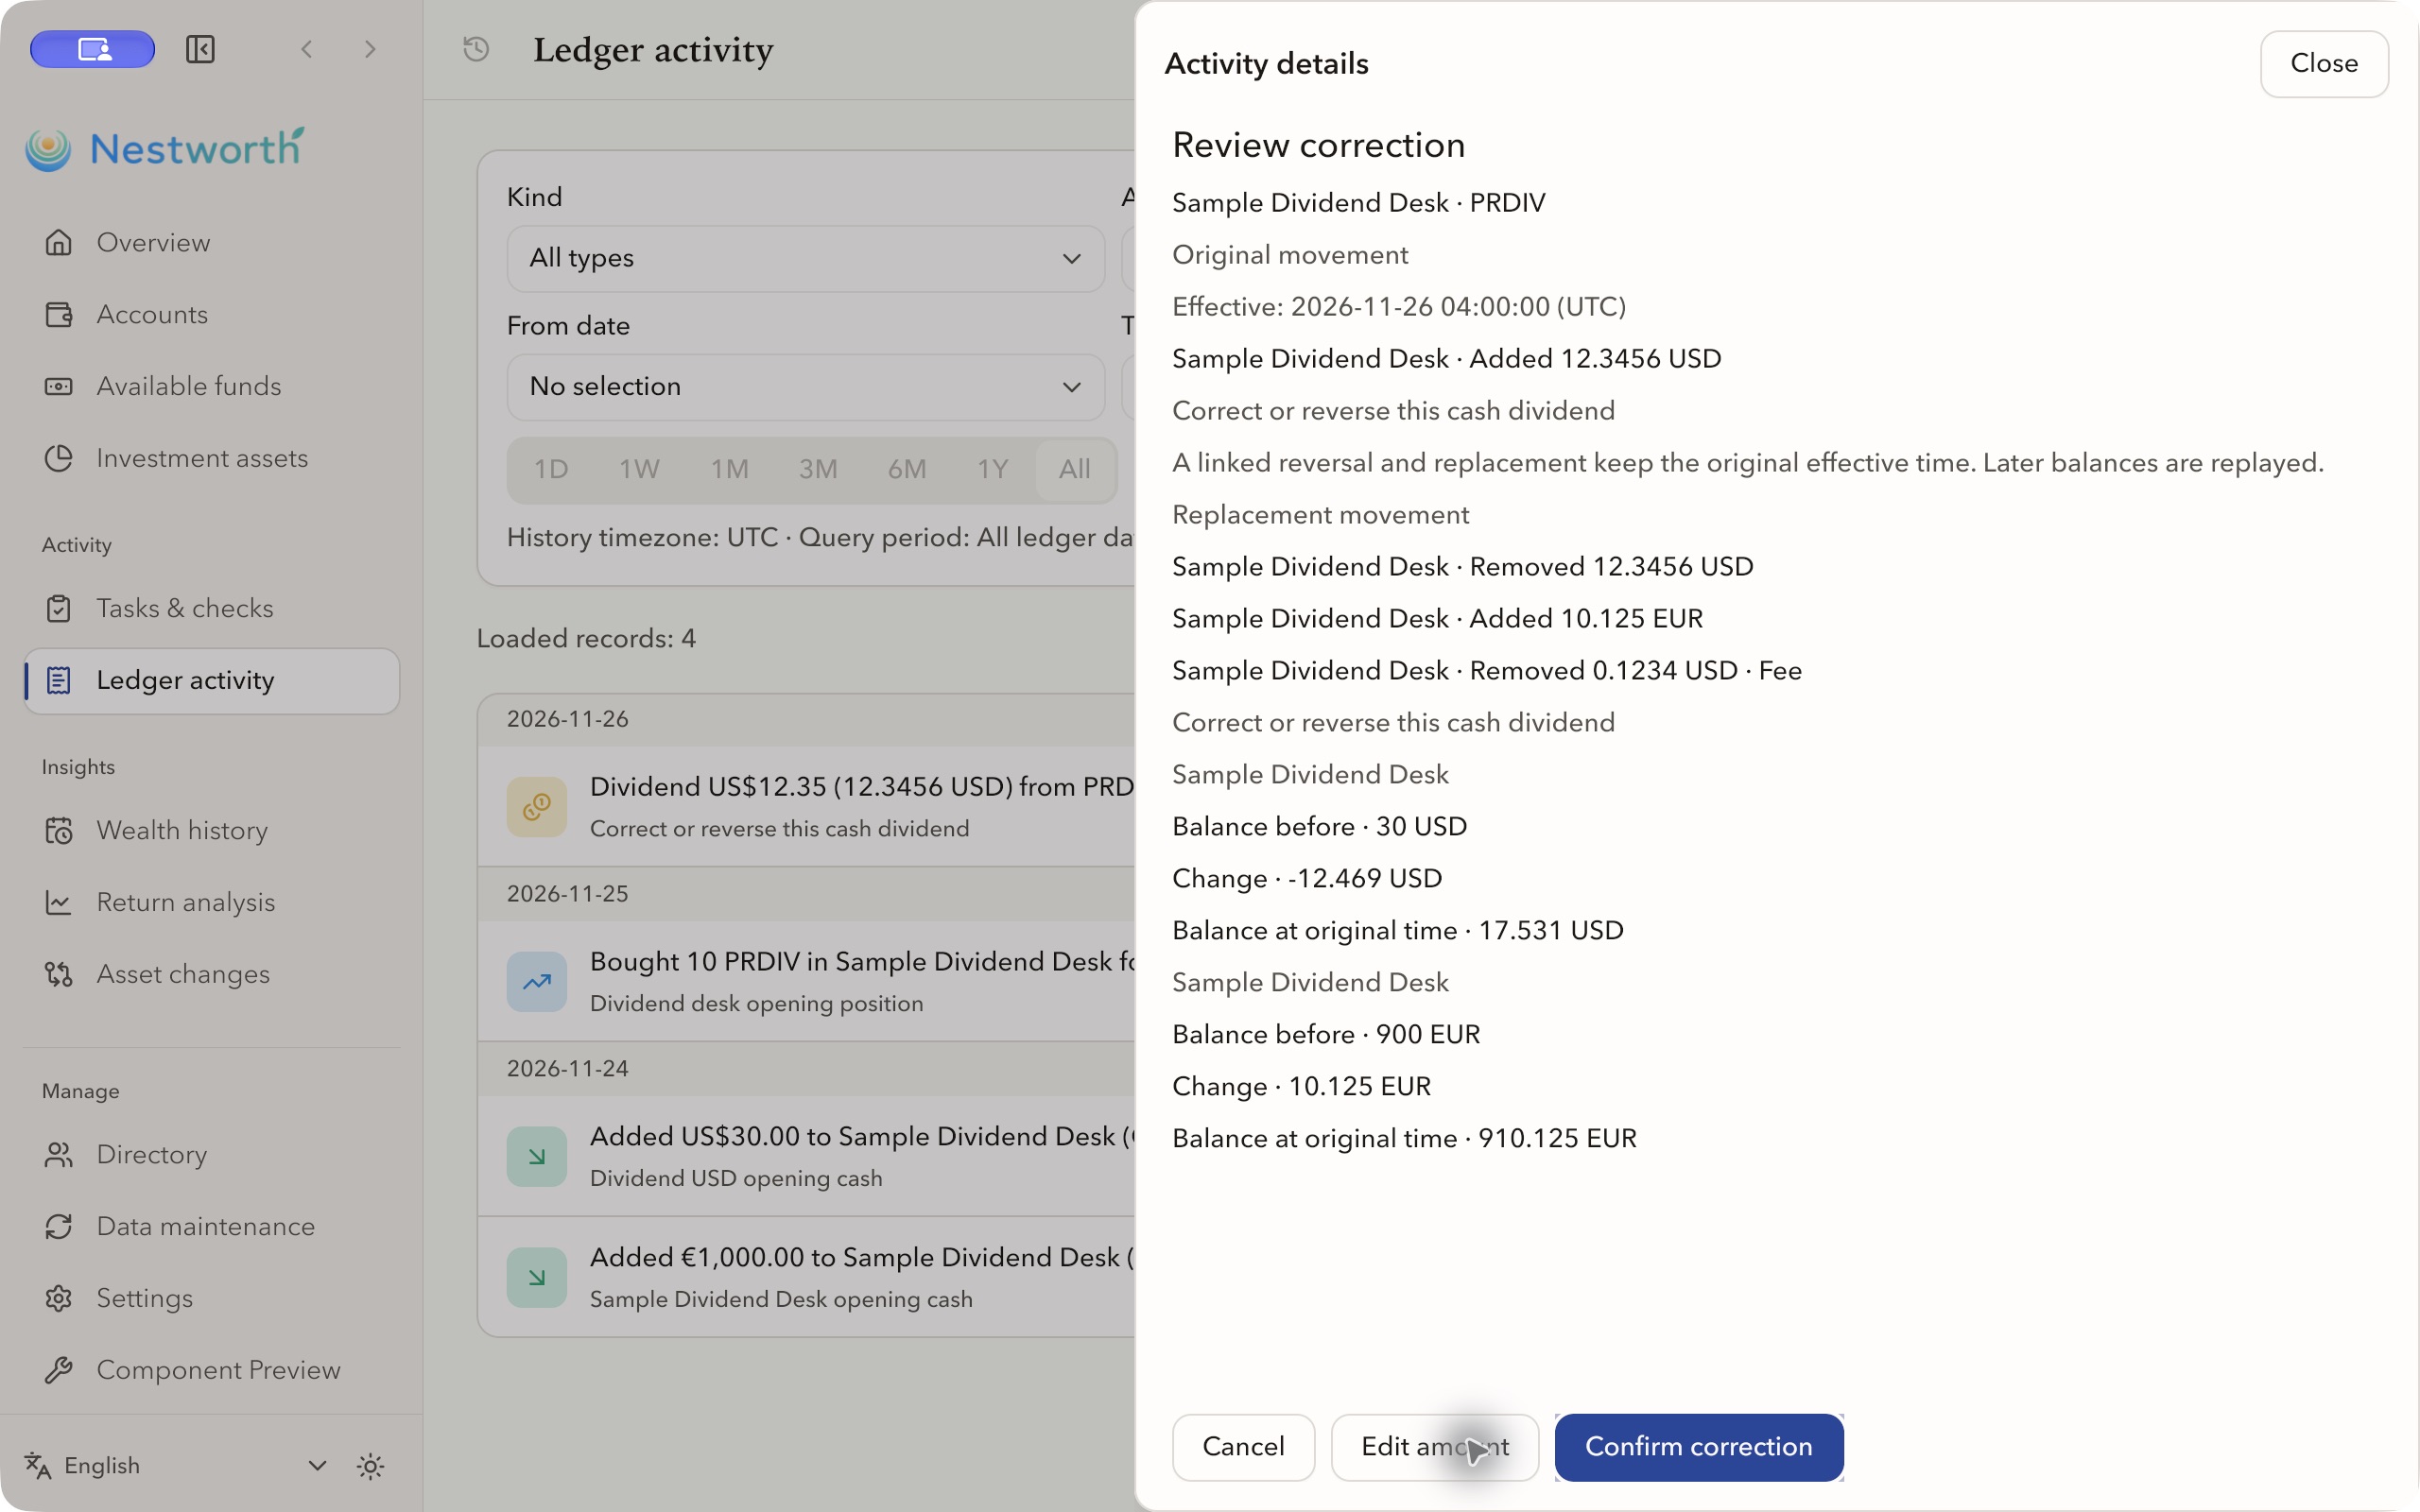 Nestworth
Overview
Accounts
Available funds
Investment assets
Activity
Tasks & checks
Ledger activity
Insights
Wealth history
Return analysis
Asset changes
Manage
Directory
Data maintenance
Settings
Component Preview
English
Ledger activity
Kind
All types
From date
No selection
1D 1W 1M 3M 6M 1Y All
History timezone: UTC · Query period: All ledger da
Loaded records: 4
2026-11-26
Dividend US$12.35 (12.3456 USD) from PRD
Correct or reverse this cash dividend
2026-11-25
Bought 10 PRDIV in Sample Dividend Desk fo
Dividend desk opening position
2026-11-24
Added US$30.00 to Sample Dividend Desk (
Dividend USD opening cash
Added €1,000.00 to Sample Dividend Desk (
Sample Dividend Desk opening cash
Activity details
Close
Review correction
Sample Dividend Desk · PRDIV
Original movement
Effective: 2026-11-26 04:00:00 (UTC)
Sample Dividend Desk · Added 12.3456 USD
Correct or reverse this cash dividend
A linked reversal and replacement keep the original effective time. Later balances are replayed.
Replacement movement
Sample Dividend Desk · Removed 12.3456 USD
Sample Dividend Desk · Added 10.125 EUR
Sample Dividend Desk · Removed 0.1234 USD · Fee
Correct or reverse this cash dividend
Sample Dividend Desk
Balance before · 30 USD
Change · -12.469 USD
Balance at original time · 17.531 USD
Sample Dividend Desk
Balance before · 900 EUR
Change · 10.125 EUR
Balance at original time · 910.125 EUR
Cancel
Edit amount
Confirm correction